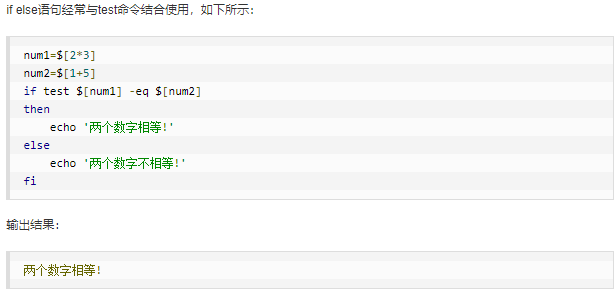 if else语句经常与test命令结合使用，如下所示：
num1=$[2*3]
num2=$[1+5]
if test $[num1] -eq $[num2]
then
    echo '两个数字相等!'
else
    echo '两个数字不相等!'
fi
输出结果：
两个数字相等!